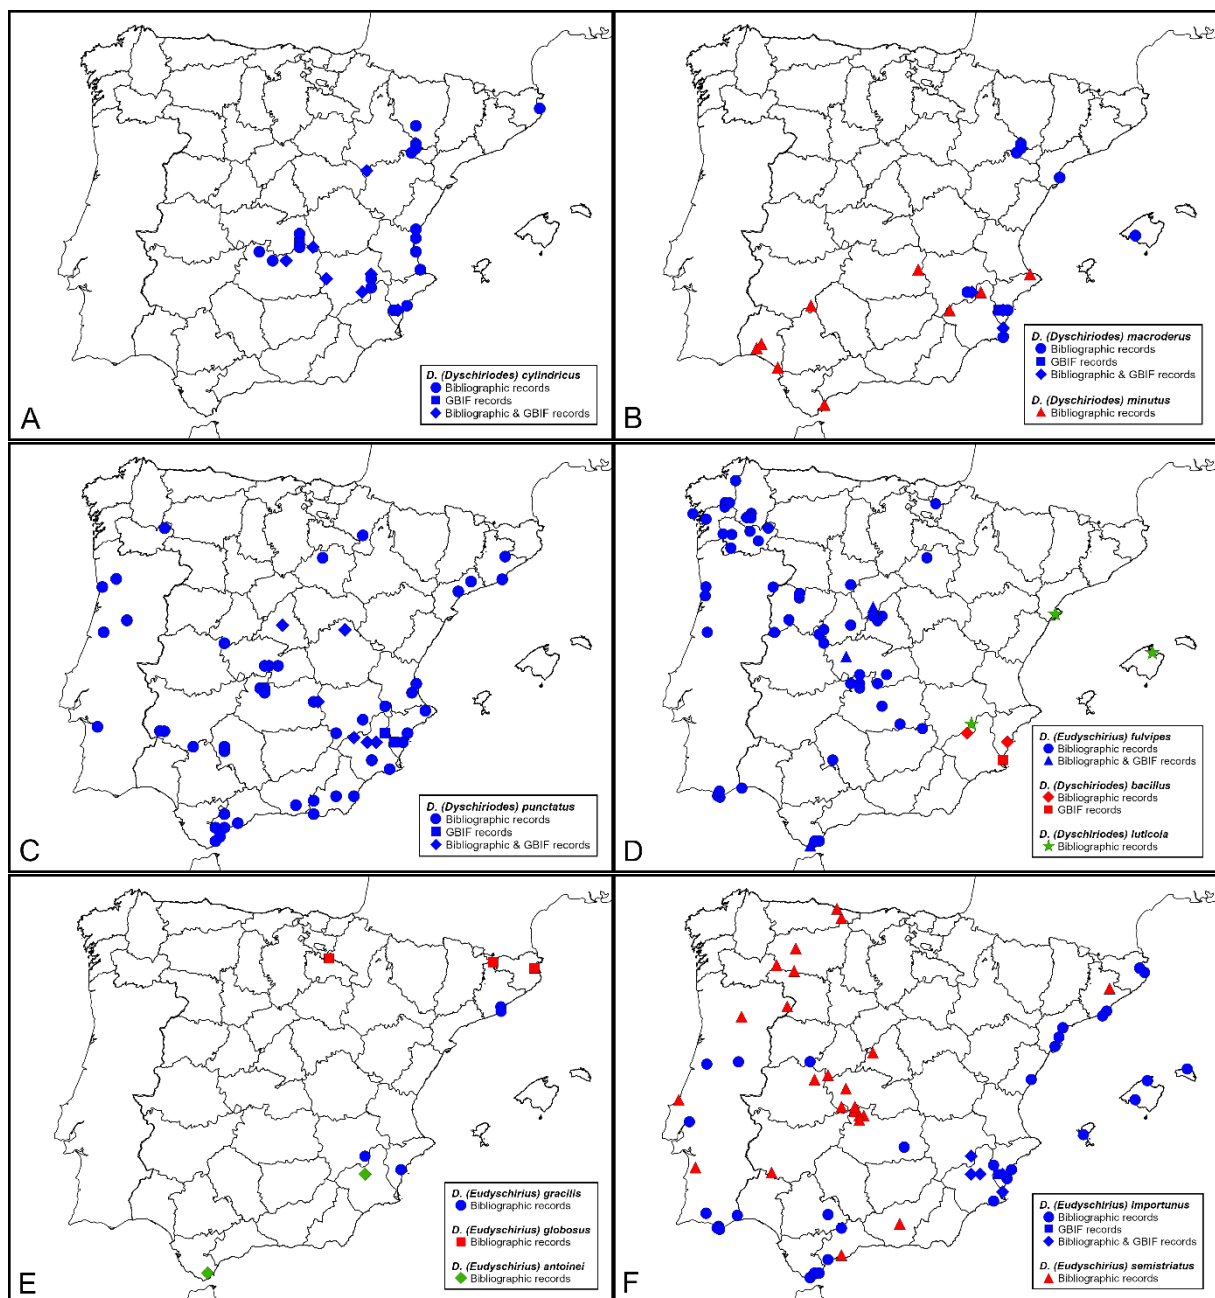 A
D. (Dyschiriodes) cylindricus
Bibliographic records
GBIF records
Bibliographic & GBIF records
B
D. (Dyschiriodes) macroderus
Bibliographic records
GBIF records
Bibliographic & GBIF records
D. (Dyschiriodes) minutus
Bibliographic records
C
D. (Dyschiriodes) punctatus
Bibliographic records
GBIF records
Bibliographic & GBIF records
D
D. (Eudyschirius) fulvipes
Bibliographic records
Bibliographic & GBIF records
D. (Dyschiriodes) bacillus
Bibliographic records
GBIF records
D. (Dyschiriodes) luticola
Bibliographic records
E
D. (Eudyschirius) gracilis
Bibliographic records
D. (Eudyschirius) globosus
Bibliographic records
D. (Eudyschirius) antoinei
Bibliographic records
F
D. (Eudyschirius) importunus
Bibliographic records
GBIF records
Bibliographic & GBIF records
D. (Eudyschirius) semistriatus
Bibliographic records